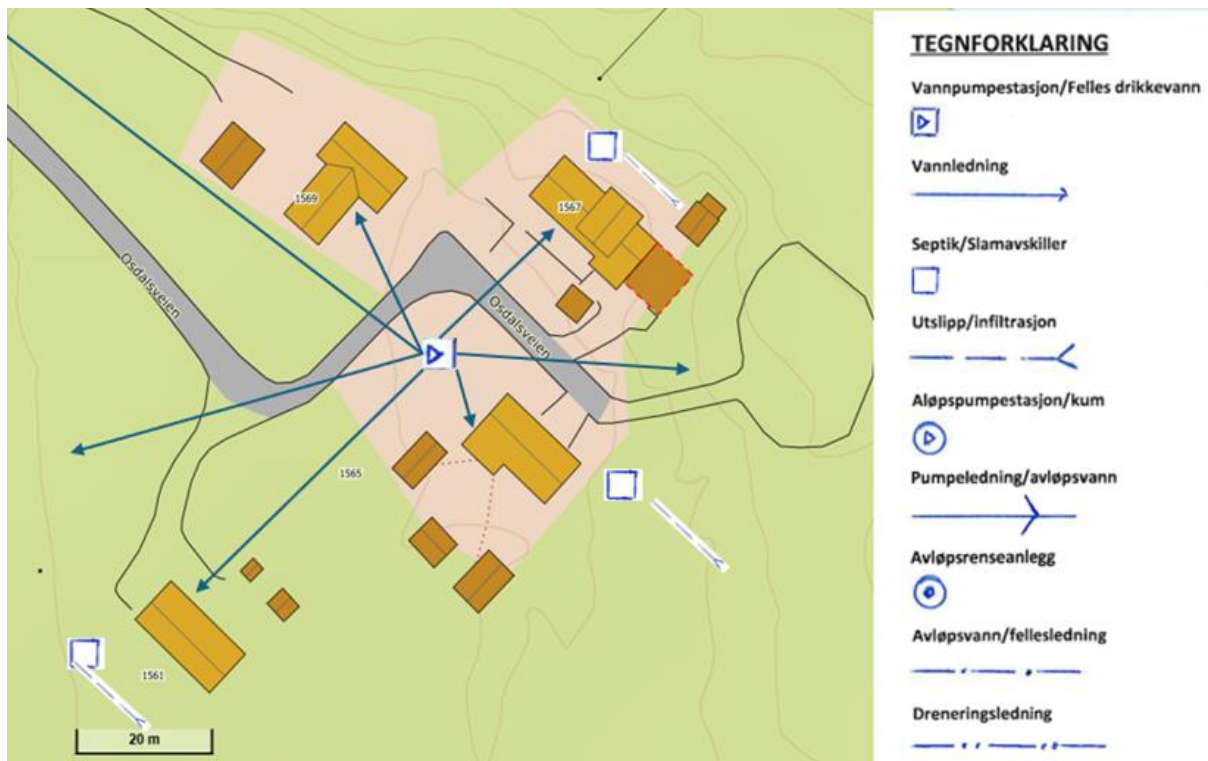 TEGNFORKLARING
Vannpumpestasjon/Felles drikkevann
Vannledning
Septik/Slamavskiller
Utslipp/infiltrasjon
Aløpspumpestasjon/kum
Pumpeledning/avløpsvann
Avløpsrenseanlegg
Avløpsvann/fellesledning
Dreneringsledning
1569
1567
Osdalsveien
Osdalsveien
1565
1561
20 m